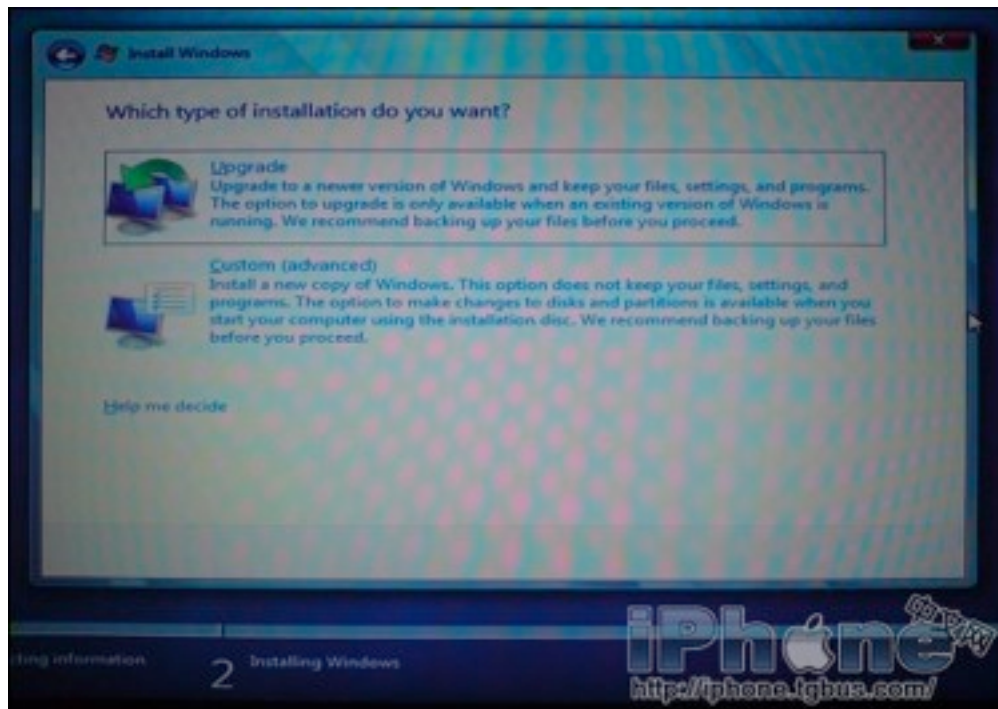 Install Windows
Which type of installation do you want?
Upgrade
Upgrade to a newer version of Windows and keep your files, settings, and programs.
The option to upgrade is only available when an existing version of Windows is
running. We recommend backing up your files before you proceed.
Custom (advanced)
Install a new copy of Windows. This option does not keep your files, settings, and
programs. The option to make changes to disks and partitions is available when you
start your computer using the installation disc. We recommend backing up your files
before you proceed.
Help me decide
cting information
2 Installing Windows
iPhone 中文网
http://iphone.tgbus.com/